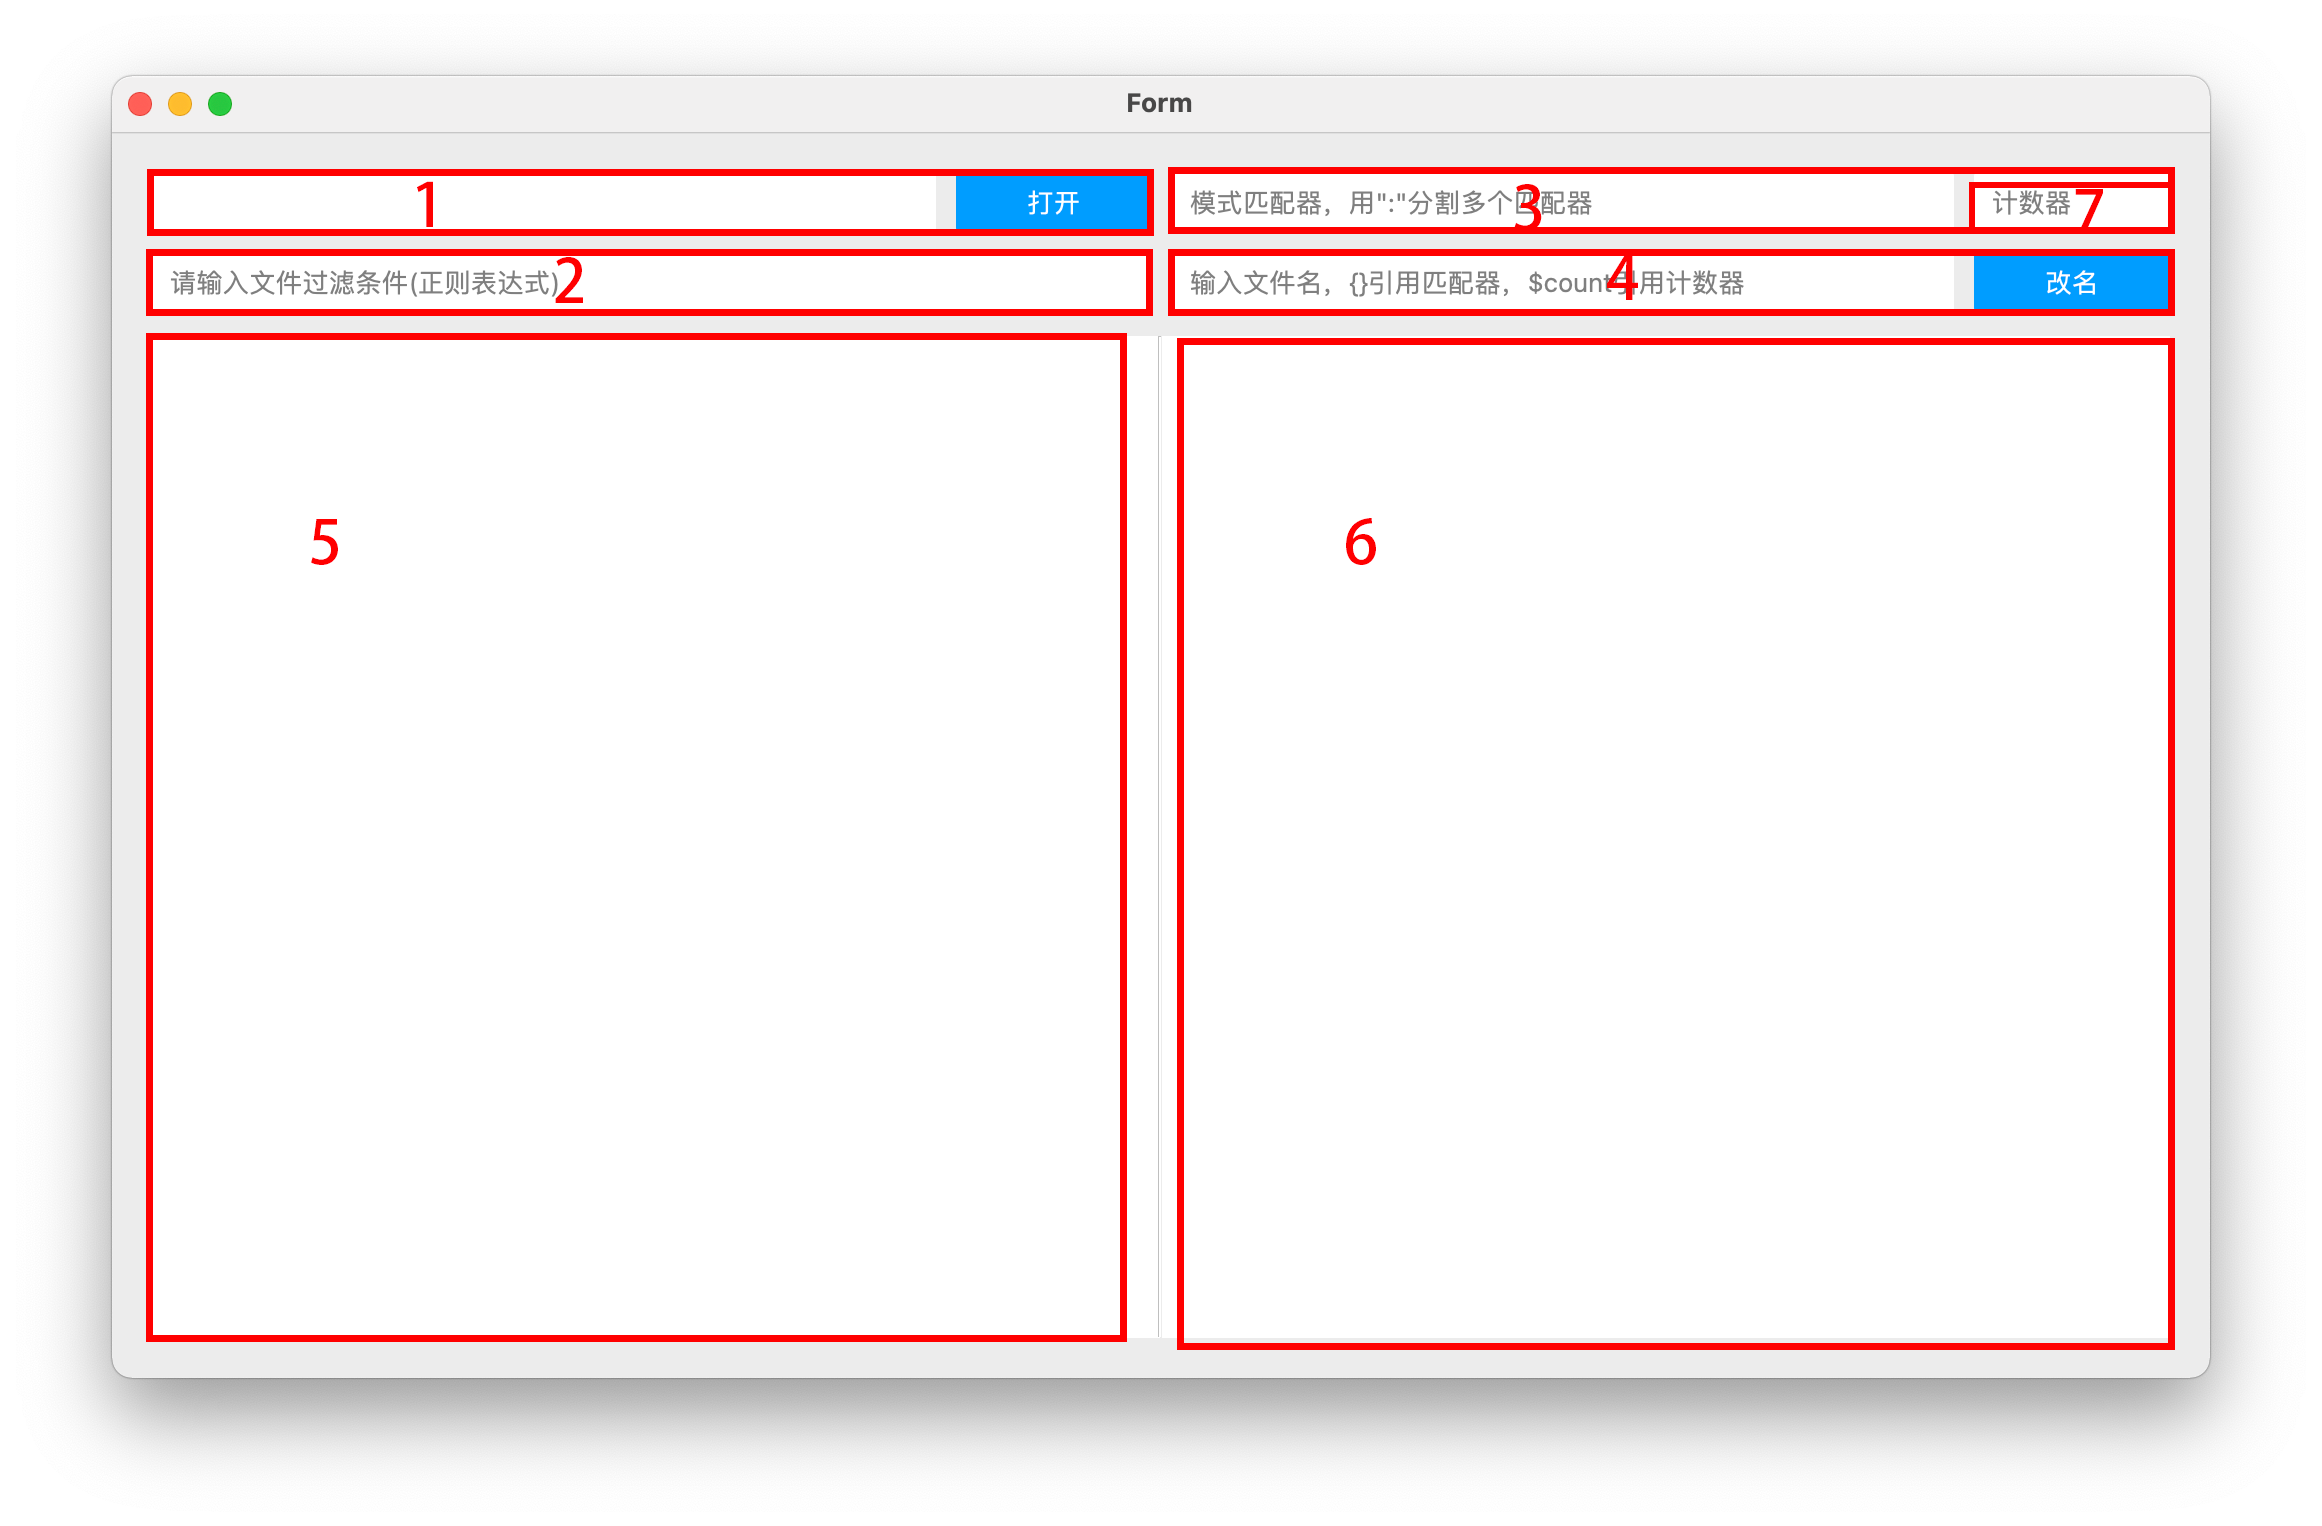 Form
1
打开
模式匹配器，用":"分割多个匹配器
3
计数器
7
请输入文件过滤条件(正则表达式)
2
输入文件名，{}引用匹配器，$count引用计数器
4
改名
5
6